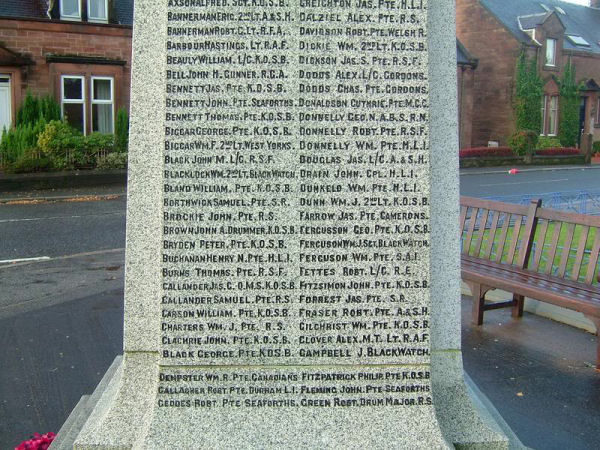 AXSON ALFRED. SGT. K.O.S.B. CREIGHTON JAS. PTE. H.L.I.
BANNERMAN ERIC. 2ND LT. A.& S.H. DALZIEL ALEX. PTE. R.S.
BANNERMAN ROBT. C. LT. R.F.A. DAVIDSON ROBT. PTE. WELSH R.
BARBOUR HASTINGS. LT. R.A.F. DICKIE WM. 2ND LT. K.O.S.B.
BEAULY WILLIAM. PTE. K.O.S.B. DICKSON JAS. S. PTE. R.S.F.
BELL JOHN H. GUNNER. R.G.A. DODDS ALEX. L/C. GORDONS.
BENNETT JAS. PTE. K.O.S.B. DODDS CHAS. PTE. GORDONS.
BENNETT JOHN. PTE. SEAFORTHS. DONALDSON GUTHRIE. PTE. M.G.C.
BENNETT THOMAS. PTE. K.O.S.B. DONNELLY GEO. N. A.B.S. R.N.
BIGGAR GEORGE. PTE. K.O.S.B. DONNELLY ROBT. PTE. R.S.F.
BIGGAR WM. F. 2ND LT. K.O.S.B. DONNELLY WM. PTE. H.L.I.
BLACK JOHN M. L/C. R.S.F. DOUGLAS JAS. L/C. A.& S.H.
BLACKLOCK WM. 2ND LT. BLACK WATCH. DRAEN JOHN. CPL. H.L.I.
BLAND WILLIAM. PTE. K.O.S.B. DUNKELD WM. PTE. H.L.I.
BORTHWICK SAMUEL. PTE. S.R. DUNN WM. J. 2ND LT. K.O.S.B.
BROCKIE JOHN. PTE. R.S. FARROW JAS. PTE. CAMERONS.
BROWN JOHN A. DRUMMER. K.O.S.B. FERGUSSON GEO. PTE. K.O.S.B.
BRYDEN PETER. PTE. K.O.S.B. FERGUSON WM. J. SGT. BLACK WATCH.
BUCHANAN HENRY N. PTE. H.L.I. FERGUSON WM. PTE. S.A.I.
BURNS THOMAS. PTE. R.S.F. FETTES ROBT. L/C. R.E.
CALLANDER JAS. C. Q.M.S. K.O.S.B. FITZSIMON JOHN. PTE. K.O.S.B.
CALLANDER SAMUEL. PTE. R.S. FORREST JAS. PTE. S.R.
CARSON WILLIAM. PTE. K.O.S.B. FRASER ROBT. PTE. A.& S.H.
CHARTERS WM. J. PTE. R.S. GILCHRIST WM. PTE. K.O.S.B.
CLACHRIE JOHN. PTE. K.O.S.B. GLOVER ALEX. M.T. LT. R.A.F.
BLACK GEORGE. PTE. K.O.S.B. CAMPBELL J. BLACK WATCH.
DEMPSTER WM. R. PTE. CANADIANS FITZPATRICK PHILIP. PTE. K.O.S.B
GALLAGHER ROBT. PTE. DURHAM L.I. FLEMING JOHN. PTE. SEAFORTHS
GEDDES ROBT. PTE. SEAFORTHS. GREEN ROBT. DRUM MAJOR. R.S.